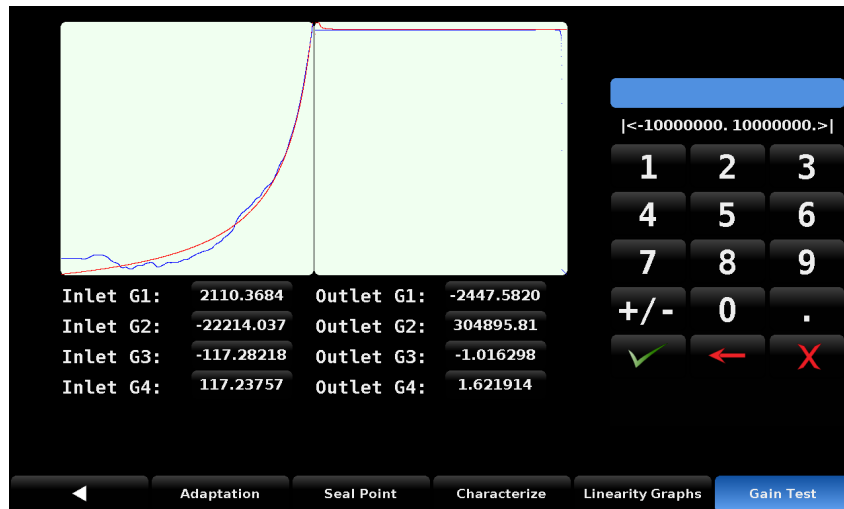 |<-10000000. 10000000.>|
1 2 3
4 5 6
7 8 9
+/- 0 .
X
Inlet G1: 2110.3684 Outlet G1: -2447.5820
Inlet G2: -22214.037 Outlet G2: 304895.81
Inlet G3: -117.28218 Outlet G3: -1.016298
Inlet G4: 117.23757 Outlet G4: 1.621914
Adaptation Seal Point Characterize Linearity Graphs Gain Test